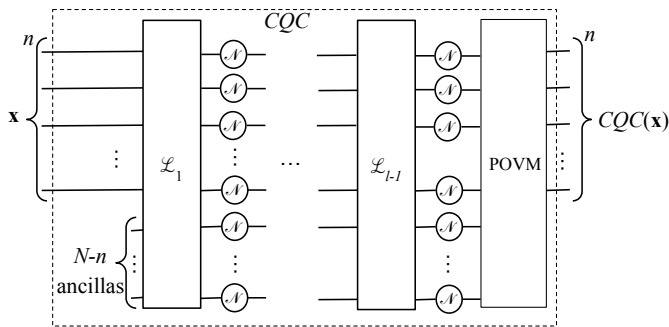 CQC
n
n
x
ℒ1
𝒩 𝒩
𝒩 𝒩
𝒩 𝒩
⋮ ⋮ ... ⋮ ⋮
ℒl-1
POVM
CQC(x)
𝒩 𝒩
𝒩 𝒩
N-n
ancillas
⋮ ⋮ ⋮
𝒩 𝒩